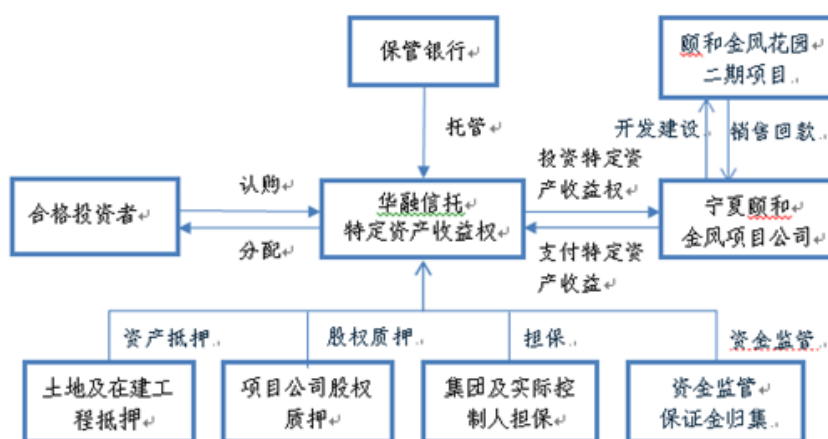 保管银行
颐和金风花园
二期项目
托管
开发建设
销售回款
合格投资者
认购
分配
华融信托
特定资产收益权
投资特定资
产收益权
支付特定资
产收益
宁夏颐和
金风项目公司
资产抵押
股权质押
担保
资金监管
土地及在建工
程抵押
项目公司股权
质押
集团及实际控
制人担保
资金监管
保证金归集